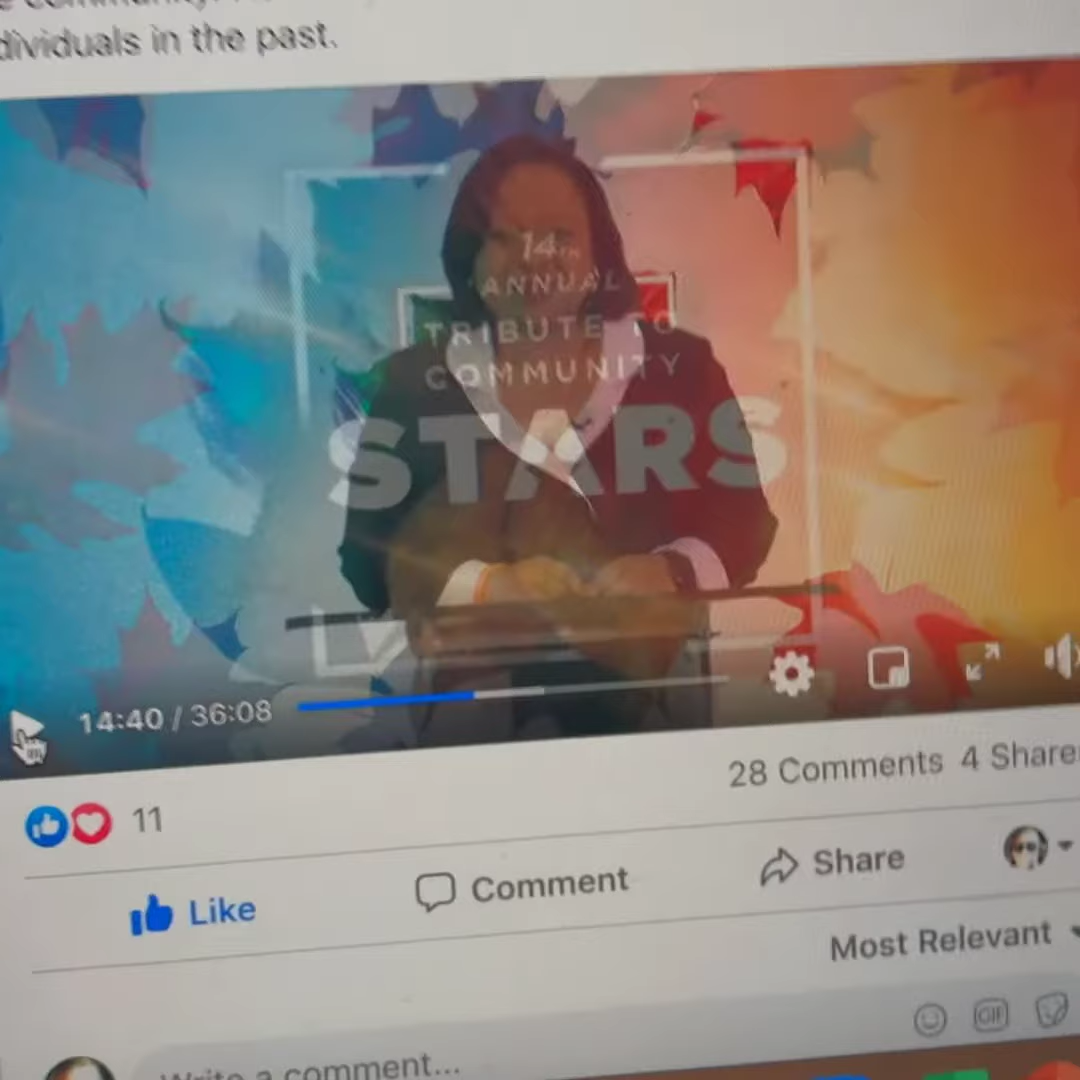 dividuals in the past.
14TH
ANNUAL
TRIBUTE TO
COMMUNITY
STARS
14:40 / 36:08
28 Comments 4 Share
11
Like
Comment
Share
Most Relevant
GIF
Write a comment...